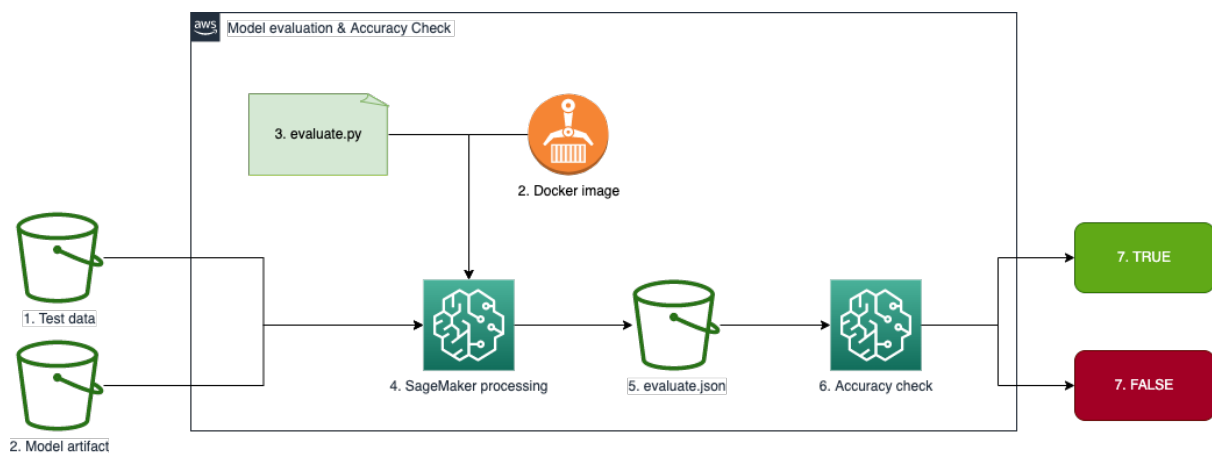 aws
Model evaluation & Accuracy Check
3. evaluate.py
2. Docker image
1. Test data
2. Model artifact
4. SageMaker processing
5. evaluate.json
6. Accuracy check
7. TRUE
7. FALSE